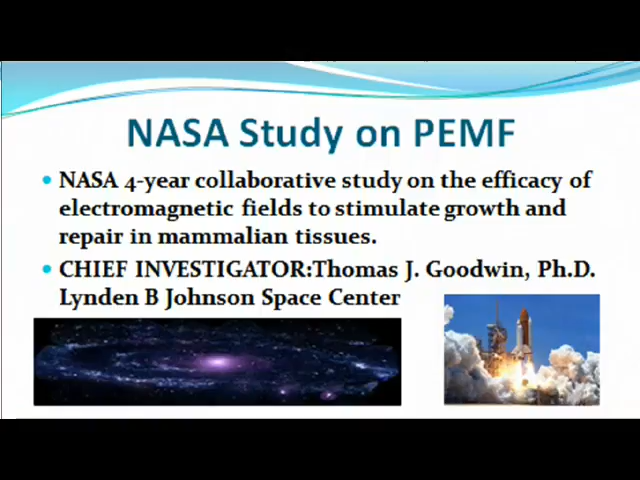 NASA Study on PEMF
NASA 4-year collaborative study on the efficacy of
electromagnetic fields to stimulate growth and
repair in mammalian tissues.
CHIEF INVESTIGATOR:Thomas J. Goodwin, Ph.D.
Lynden B Johnson Space Center